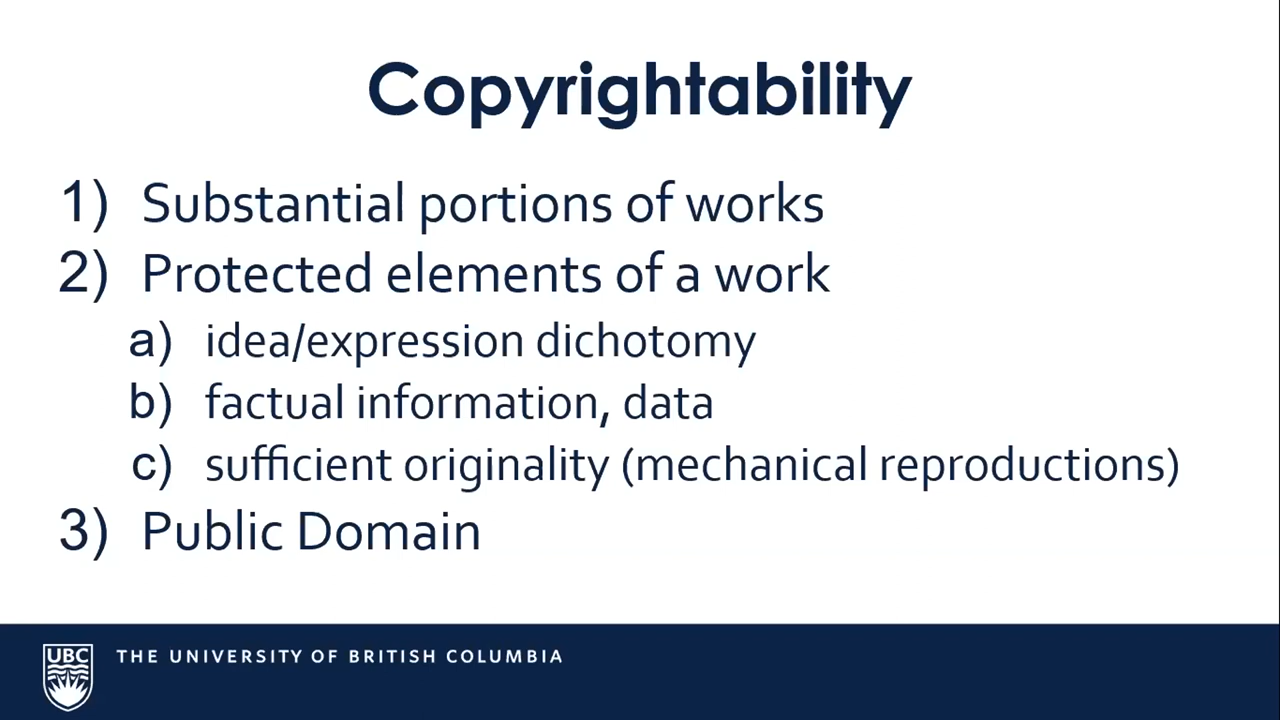 Copyrightability
1) Substantial portions of works
2) Protected elements of a work
a) idea/expression dichotomy
b) factual information, data
c) sufficient originality (mechanical reproductions)
3) Public Domain
UBC
THE UNIVERSITY OF BRITISH COLUMBIA